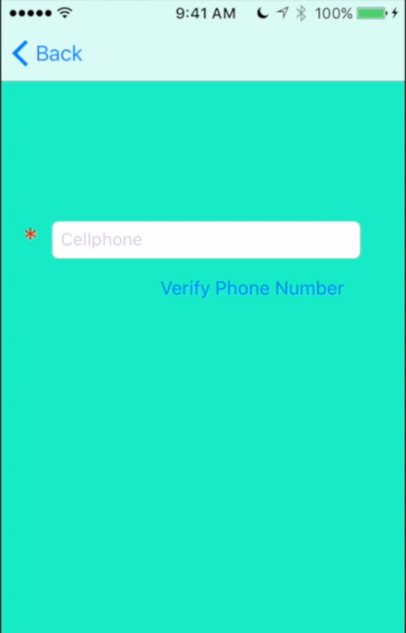 9:41 AM 100%
Back
* Cellphone
Verify Phone Number